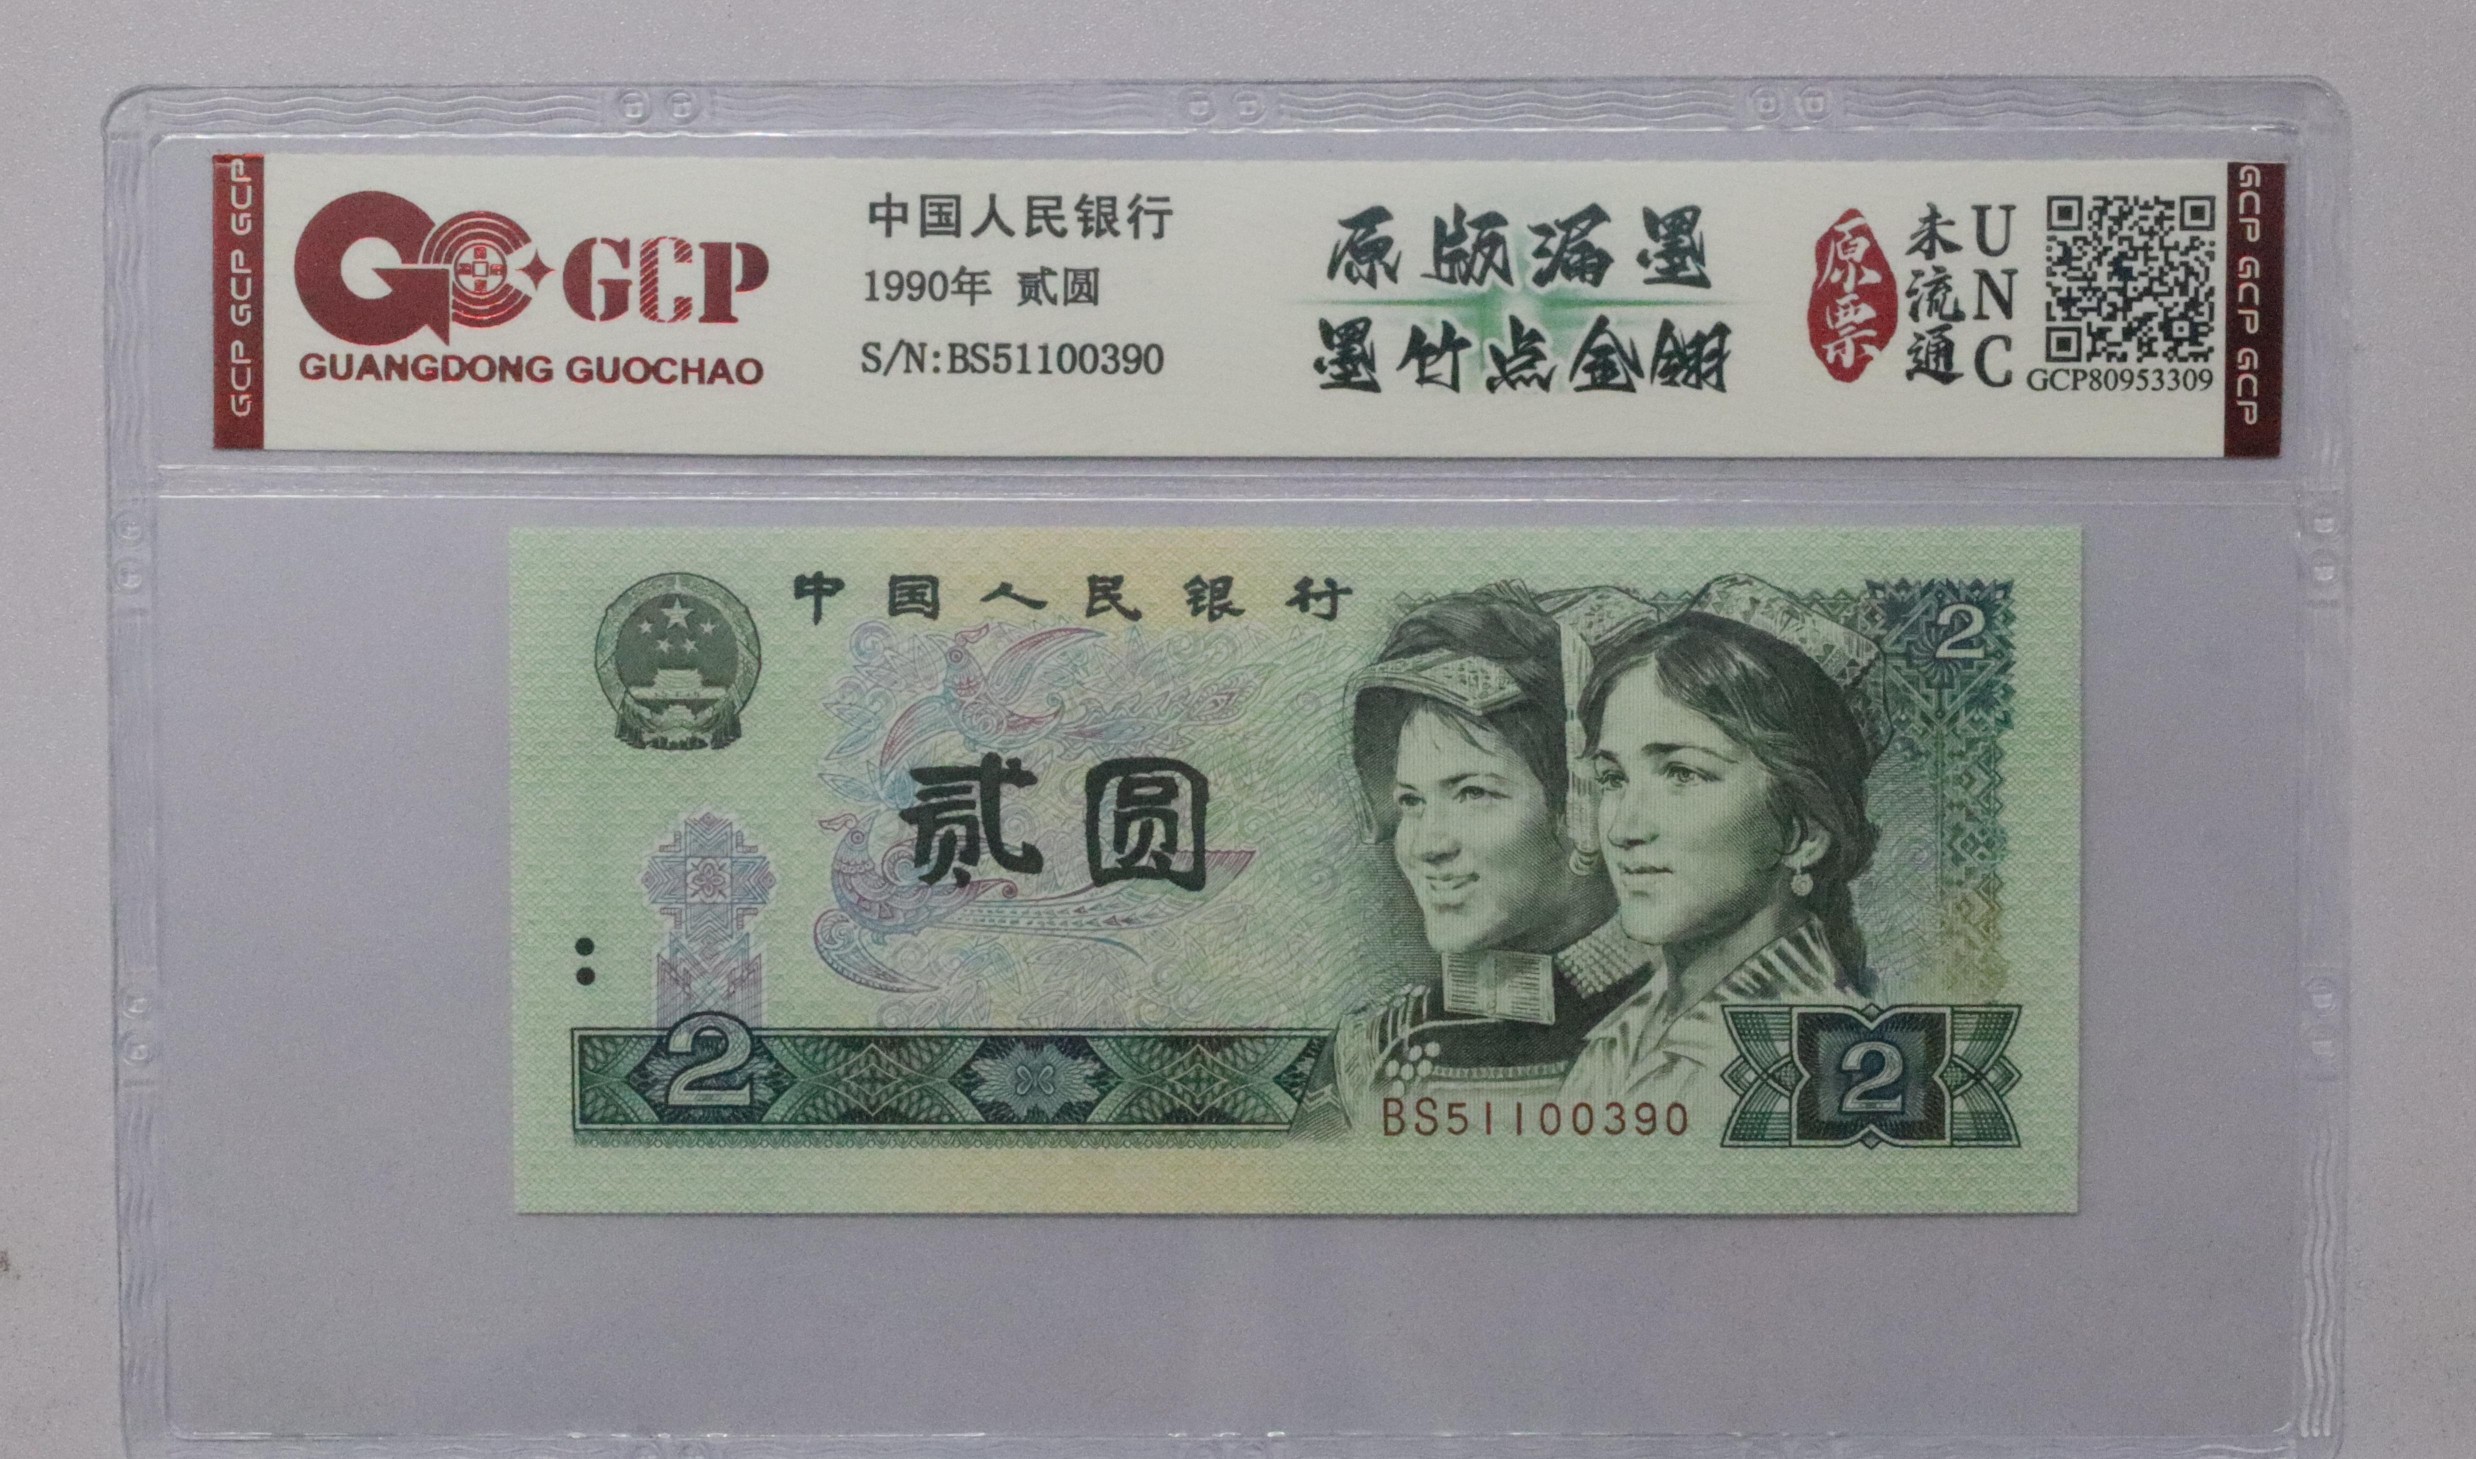 GCP GCP GCP
GCP
GUANGDONG GUOCHAO
中国人民银行
1990年 贰圆
S/N:BS51100390
原版漏墨
墨竹点金翎
原票
未流通
UNC
GCP80953309
GCP GCP GCP
中国人民银行
2
贰圆
2
BS51100390
2